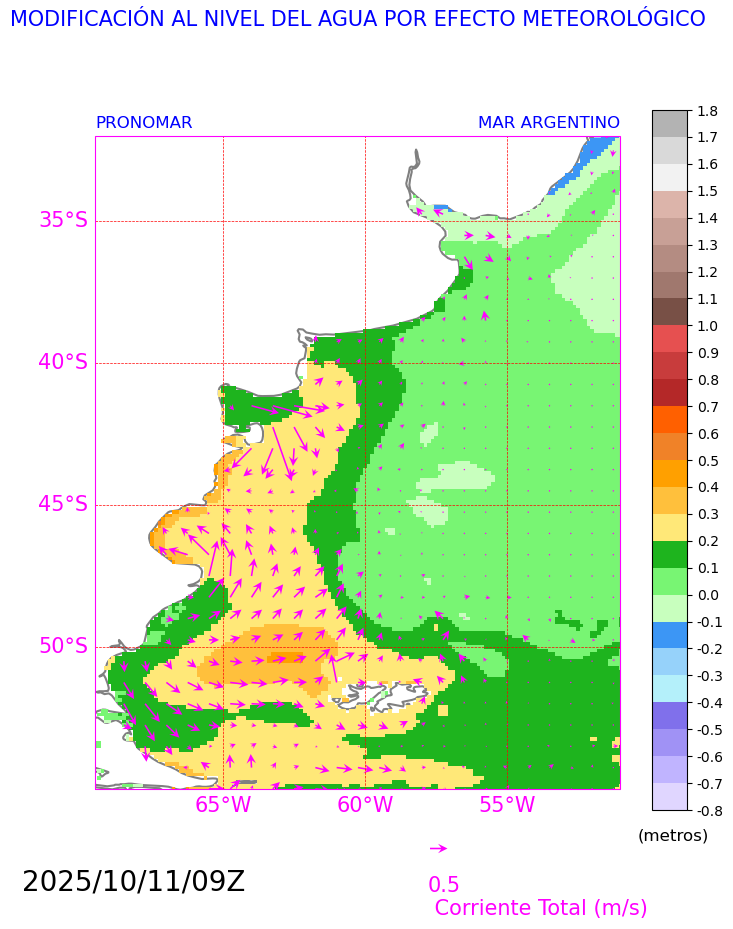 MODIFICACIÓN AL NIVEL DEL AGUA POR EFECTO METEOROLÓGICO
PRONOMAR
MAR ARGENTINO
35°S
40°S
45°S
50°S
65°W
60°W
55°W
1.8
1.7
1.6
1.5
1.4
1.3
1.2
1.1
1.0
0.9
0.8
0.7
0.6
0.5
0.4
0.3
0.2
0.1
0.0
-0.1
-0.2
-0.3
-0.4
-0.5
-0.6
-0.7
-0.8
(metros)
2025/10/11/09Z
0.5
Corriente Total (m/s)